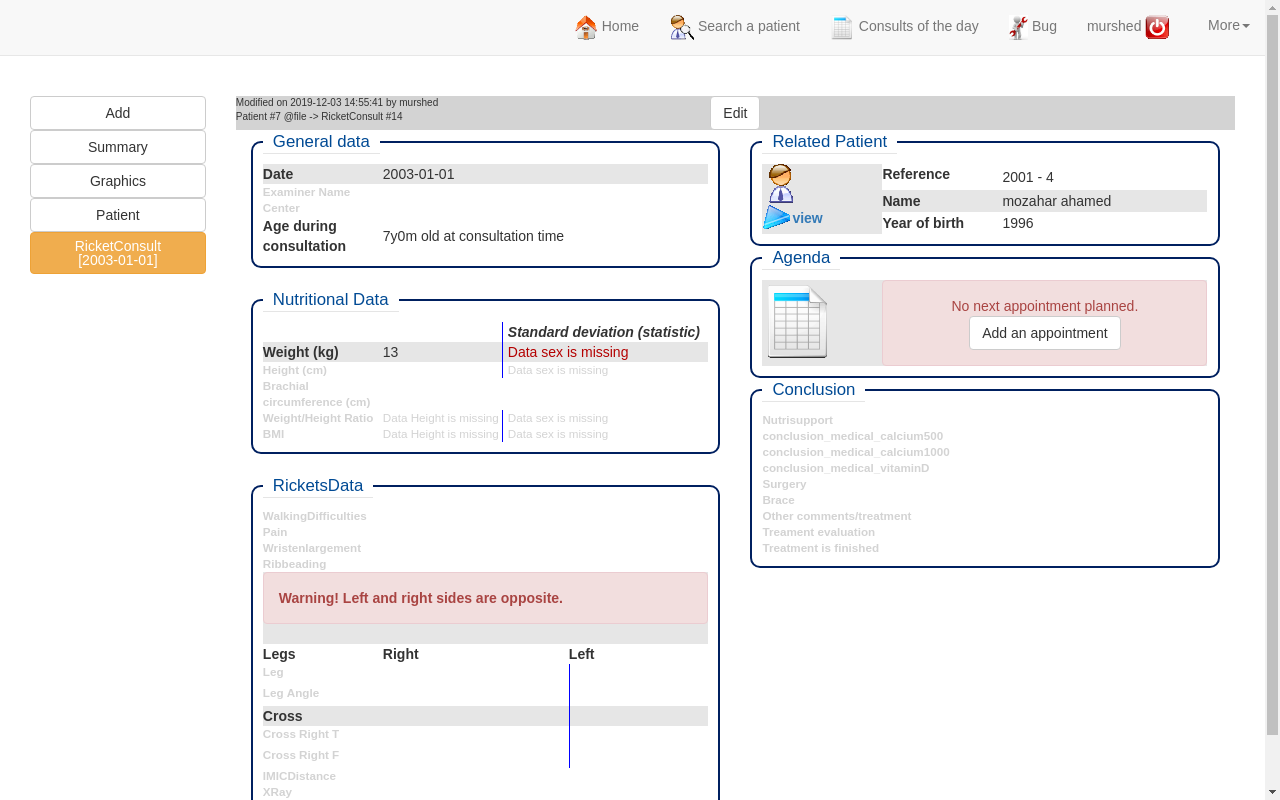 Home
Search a patient
Consults of the day
Bug
murshed
More
Add
Summary
Graphics
Patient
RicketConsult
[2003-01-01]
Modified on 2019-12-03 14:55:41 by murshed
Patient #7 @file -> RicketConsult #14
Edit
General data
Date 2003-01-01
Examiner Name
Center
Age during
consultation
7y0m old at consultation time
Nutritional Data
Standard deviation (statistic)
Weight (kg) 13 Data sex is missing
Height (cm) Data sex is missing
Brachial
circumference (cm)
Weight/Height Ratio Data Height is missing Data sex is missing
BMI Data Height is missing Data sex is missing
RicketsData
WalkingDifficulties
Pain
Wristenlargement
Ribbeading
Warning! Left and right sides are opposite.
Legs Right Left
Leg
Leg Angle
Cross
Cross Right T
Cross Right F
IMICDistance
XRay
Related Patient
view
Reference 2001 - 4
Name mozahar ahamed
Year of birth 1996
Agenda
No next appointment planned.
Add an appointment
Conclusion
Nutrisupport
conclusion_medical_calcium500
conclusion_medical_calcium1000
conclusion_medical_vitaminD
Surgery
Brace
Other comments/treatment
Treament evaluation
Treatment is finished